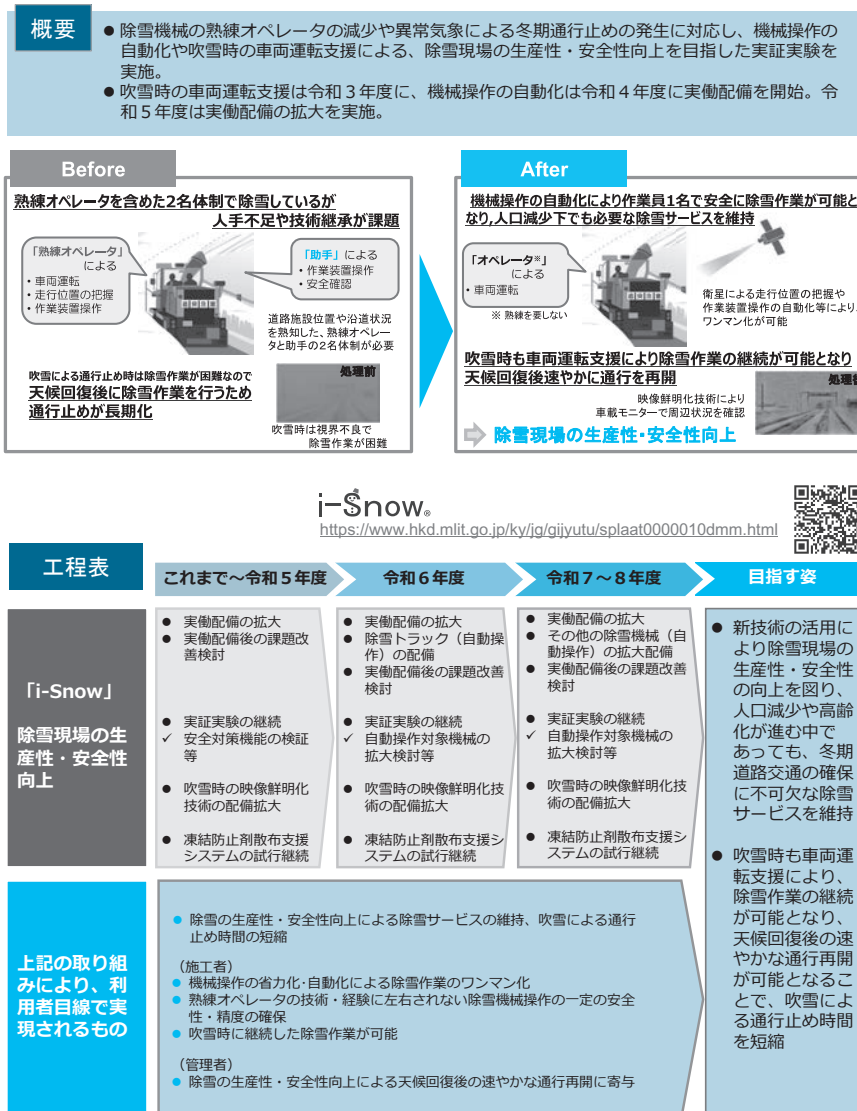 概要
● 除雪機械の熟練オペレータの減少や異常気象による冬期通行止めの発生に対応し、機械操作の
自動化や吹雪時の車両運転支援による、除雪現場の生産性・安全性向上を目指した実証実験を
実施。
● 吹雪時の車両運転支援は令和３年度に、機械操作の自動化は令和４年度に実働配備を開始。令
和５年度は実働配備の拡大を実施。
Before
熟練オペレータを含めた2名体制で除雪しているが
人手不足や技術継承が課題
「熟練オペレータ」
による
・車両運転
・走行位置の把握
・作業装置操作
「助手」による
・作業装置操作
・安全確認
道路施設位置や沿道状況
を熟知した、熟練オペレー
タと助手の2名体制が必要
吹雪による通行止め時は除雪作業が困難なので
天候回復後に除雪作業を行うため
通行止めが長期化
処理前
吹雪時は視界不良で
除雪作業が困難
After
機械操作の自動化により作業員1名で安全に除雪作業が可能と
なり,人口減少下でも必要な除雪サービスを維持
「オペレータ※」
による
・車両運転
※ 熟練を要しない
衛星による走行位置の把握や
作業装置操作の自動化等により、
ワンマン化が可能
吹雪時も車両運転支援により除雪作業の継続が可能となり
天候回復後速やかに通行を再開
処理後
映像鮮明化技術により
車載モニターで周辺状況を確認
除雪現場の生産性・安全性向上
i-Snow®
https://www.hkd.mlit.go.jp/ky/jg/gijyutu/splaat0000010dmm.html
工程表
これまで～令和５年度
令和６年度
令和７～８年度
目指す姿
「i-Snow」
除雪現場の生
産性・安全性
向上
● 実働配備の拡大
● 実働配備後の課題改
善検討
● 実証実験の継続
✓ 安全対策機能の検証
等
● 吹雪時の映像鮮明化
技術の配備拡大
● 凍結防止剤散布支援
システムの試行継続
● 実働配備の拡大
● 除雪トラック（自動操
作）の配備
● 実働配備後の課題改善
検討
● 実証実験の継続
✓ 自動操作対象機械の
拡大検討等
● 吹雪時の映像鮮明化技
術の配備拡大
● 凍結防止剤散布支援シ
ステムの試行継続
● 実働配備の拡大
● その他の除雪機械（自
動操作）の拡大配備
● 実働配備後の課題改善
検討
● 実証実験の継続
✓ 自動操作対象機械の
拡大検討等
● 吹雪時の映像鮮明化技
術の配備拡大
● 凍結防止剤散布支援シ
ステムの試行継続
● 新技術の活用に
より除雪現場の
生産性・安全性
の向上を図り、
人口減少や高齢
化が進む中で
あっても、冬期
道路交通の確保
に不可欠な除雪
サービスを維持
● 吹雪時も車両運
転支援により、
除雪作業の継続
が可能となり、
天候回復後の速
やかな通行再開
が可能となるこ
とで、吹雪によ
る通行止め時間
を短縮
上記の取り組
みにより、利
用者目線で実
現されるもの
● 除雪の生産性・安全性向上による除雪サービスの維持、吹雪による通行
止め時間の短縮
（施工者）
● 機械操作の省力化･自動化による除雪作業のワンマン化
● 熟練オペレータの技術・経験に左右されない除雪機械操作の一定の安全
性・精度の確保
● 吹雪時に継続した除雪作業が可能
（管理者）
● 除雪の生産性・安全性向上による天候回復後の速やかな通行再開に寄与